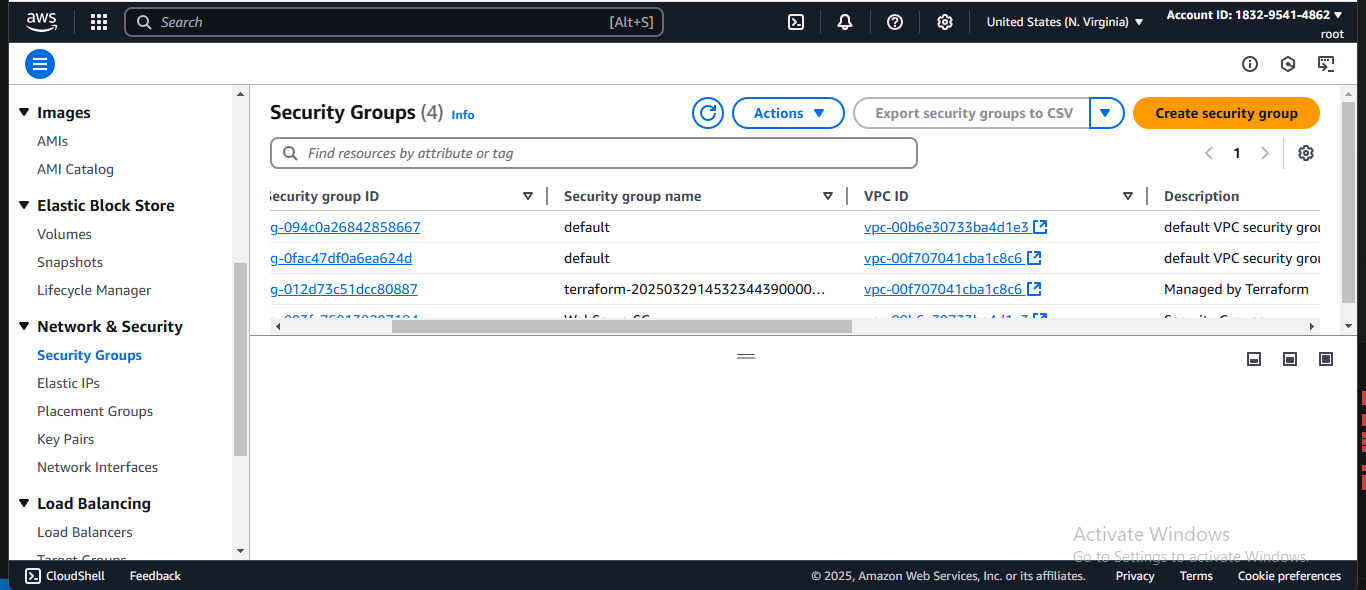 aws
Search [Alt+S] United States (N. Virginia) Account ID: 1832-9541-4862
root
Images
AMIs
AMI Catalog
Elastic Block Store
Volumes
Snapshots
Lifecycle Manager
Network & Security
Security Groups
Elastic IPs
Placement Groups
Key Pairs
Network Interfaces
Load Balancing
Load Balancers
Target Groups
Security Groups (4) Info Actions Export security groups to CSV Create security group
Find resources by attribute or tag 1
Security group ID Security group name VPC ID Description
g-094c0a26842858667 default vpc-00b6e30733ba4d1e3 default VPC security grou
g-0fac47df0a6ea624d default vpc-00f707041cba1c8c6 default VPC security grou
g-012d73c51dcc80887 terraform-2025032914532344390000... vpc-00f707041cba1c8c6 Managed by Terraform
Activate Windows
Go to Settings to activate Windows.
CloudShell Feedback © 2025, Amazon Web Services, Inc. or its affiliates. Privacy Terms Cookie preferences